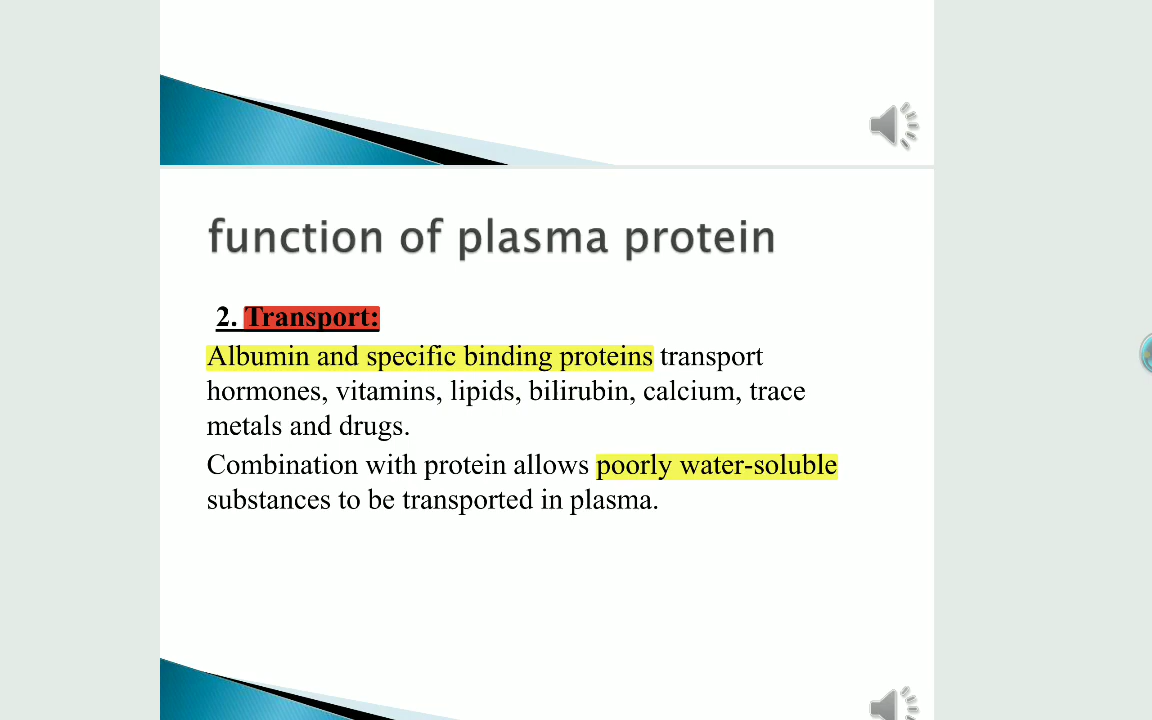 function of plasma protein
2. Transport:
Albumin and specific binding proteins transport
hormones, vitamins, lipids, bilirubin, calcium, trace
metals and drugs.
Combination with protein allows poorly water-soluble
substances to be transported in plasma.